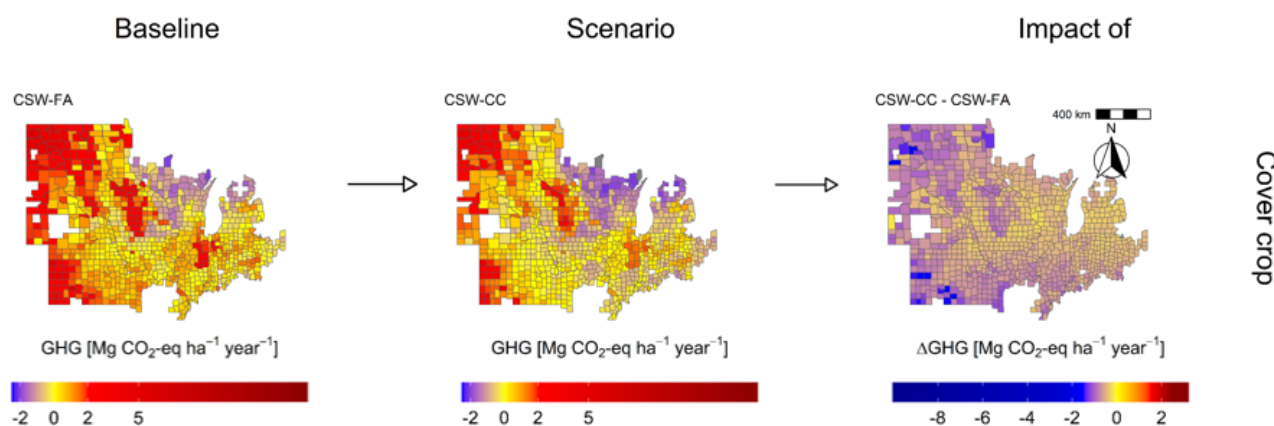 Baseline
Scenario
Impact of
CSW-FA
CSW-CC
CSW-CC - CSW-FA
400 km
N
Cover crop
GHG [Mg CO₂-eq ha⁻¹ year⁻¹]
GHG [Mg CO₂-eq ha⁻¹ year⁻¹]
ΔGHG [Mg CO₂-eq ha⁻¹ year⁻¹]
-2 0 2 5
-2 0 2 5
-8 -6 -4 -2 0 2